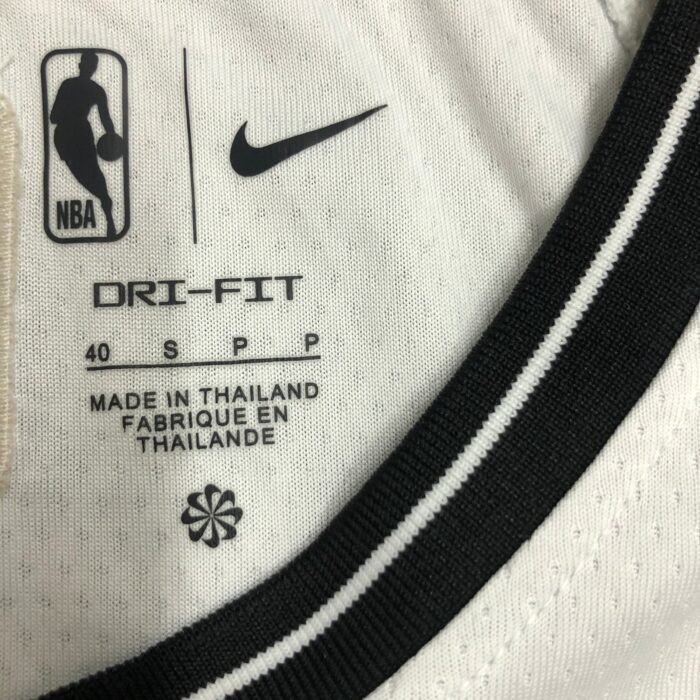 NBA
DRI-FIT
40 S P P
MADE IN THAILAND
FABRIQUE EN
THAILANDE